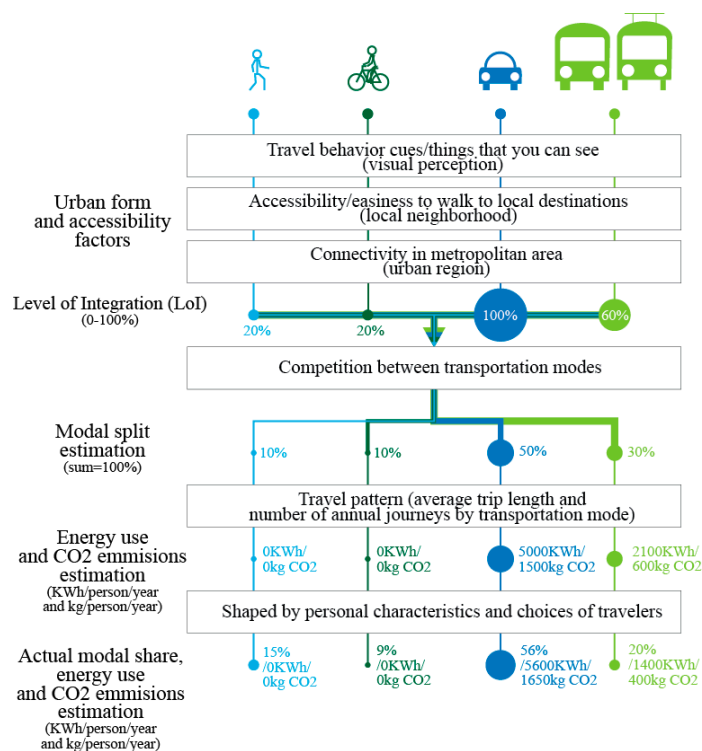 Travel behavior cues/things that you can see
(visual perception)
Urban form
and accessibility
factors
Accessibility/easiness to walk to local destinations
(local neighborhood)
Connectivity in metropolitan area
(urban region)
Level of Integration (LoI)
(0-100%)
20%
20%
100%
60%
Competition between transportation modes
Modal split
estimation
(sum=100%)
10%
10%
50%
30%
Travel pattern (average trip length and
number of annual journeys by transportation mode)
Energy use
and CO2 emmisions
estimation
(KWh/person/year
and kg/person/year)
0KWh/
0kg CO2
0KWh/
0kg CO2
5000KWh/
1500kg CO2
2100KWh/
600kg CO2
Shaped by personal characteristics and choices of travelers
Actual modal share,
energy use
and CO2 emmisions
estimation
(KWh/person/year
and kg/person/year)
15%
/0KWh/
0kg CO2
9%
/0KWh/
0kg CO2
56%
/5600KWh/
1650kg CO2
20%
/1400KWh/
400kg CO2